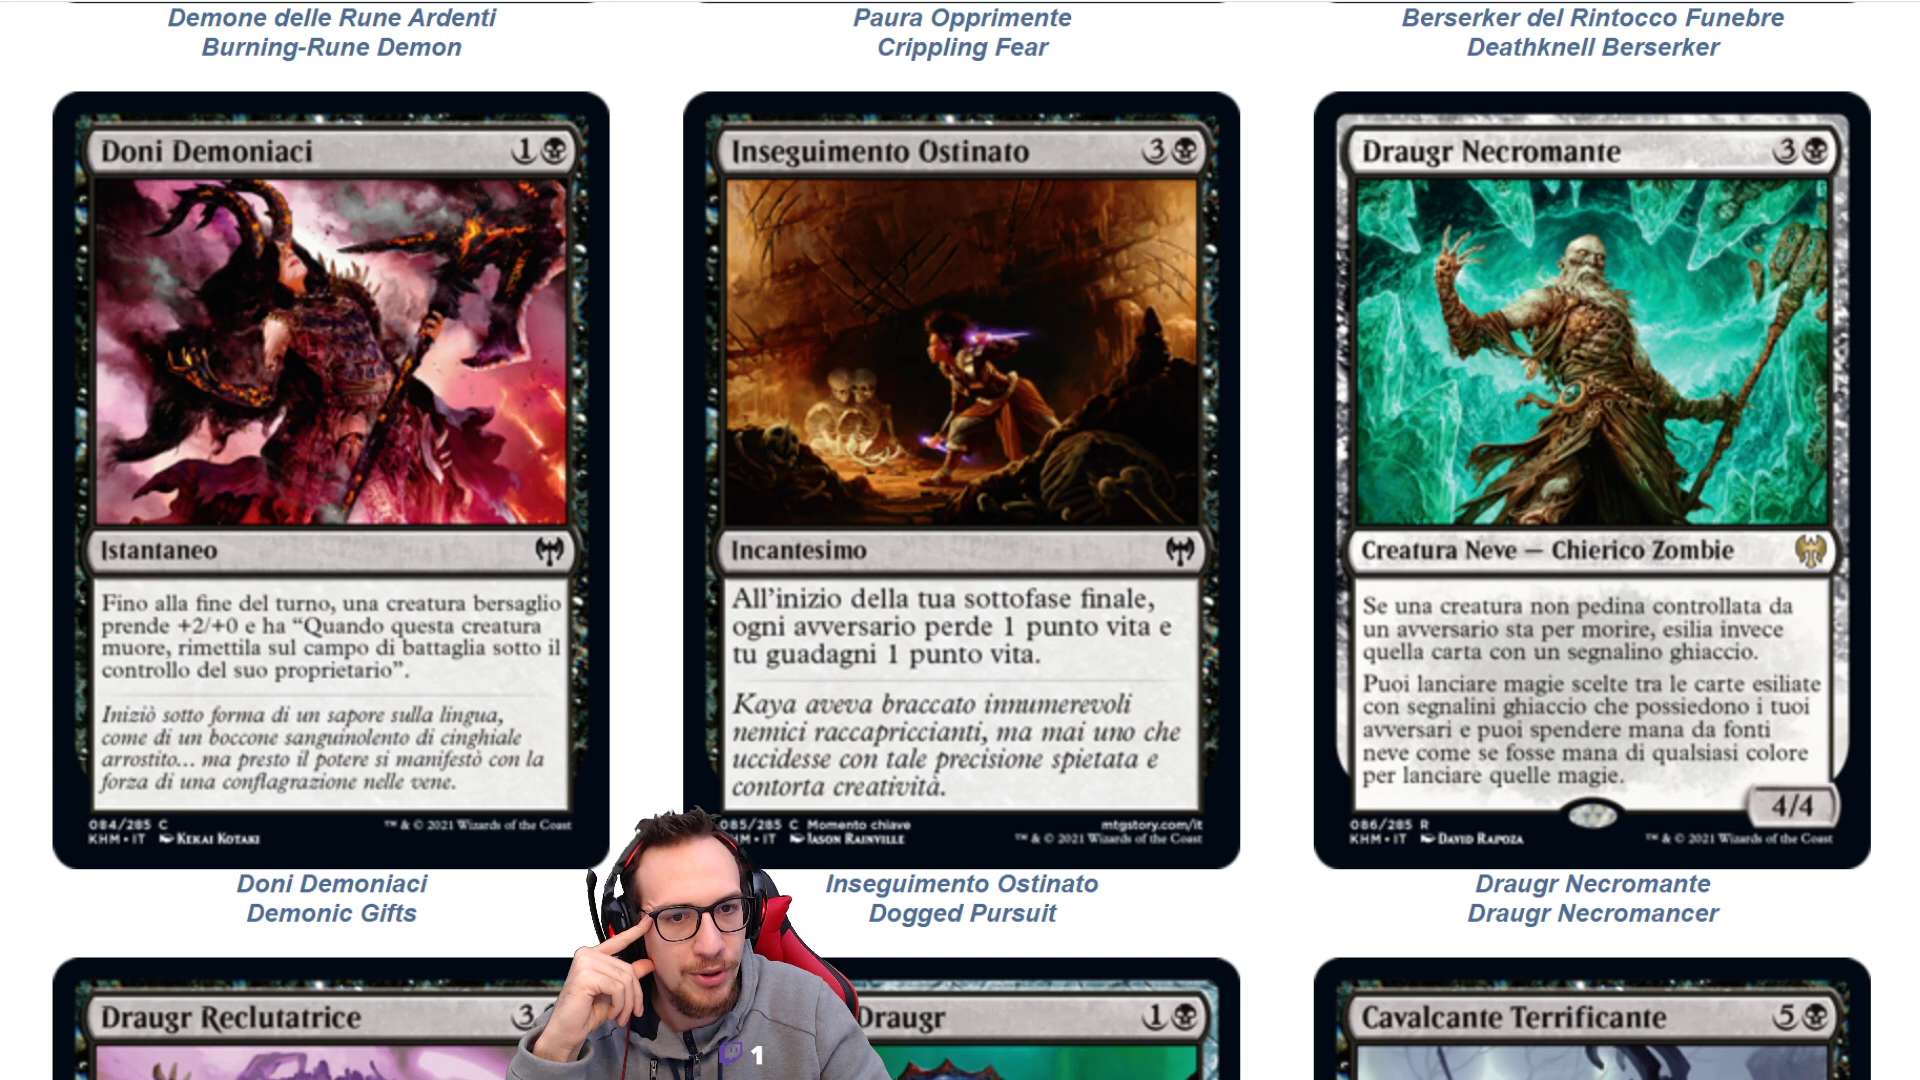 Demone delle Rune Ardenti
Burning-Rune Demon
Paura Opprimente
Crippling Fear
Berserker del Rintocco Funebre
Deathknell Berserker
Doni Demoniaci 1
Istantaneo
Fino alla fine del turno, una creatura bersaglio
prende +2/+0 e ha “Quando questa creatura
muore, rimettila sul campo di battaglia sotto il
controllo del suo proprietario”.
Iniziò sotto forma di un sapore sulla lingua,
come di un boccone sanguinolento di cinghiale
arrostito... ma presto il potere si manifestò con la
forza di una conflagrazione nelle vene.
084/285 C
KHM • IT Kekai Kotaki
™ & © 2021 Wizards of the Coast
Doni Demoniaci
Demonic Gifts
Inseguimento Ostinato 3
Incantesimo
All'inizio della tua sottofase finale,
ogni avversario perde 1 punto vita e
tu guadagni 1 punto vita.
Kaya aveva braccato innumerevoli
nemici raccapriccianti, ma mai uno che
uccidesse con tale precisione spietata e
contorta creatività.
085/285 C Momento chiave
mtgstory.com/it
IT Jason Rainville
™ & © 2021 Wizards of the Coast
Inseguimento Ostinato
Dogged Pursuit
Draugr Necromante 3
Creatura Neve — Chierico Zombie
Se una creatura non pedina controllata da
un avversario sta per morire, esilia invece
quella carta con un segnalino ghiaccio.
Puoi lanciare magie scelte tra le carte esiliate
con segnalini ghiaccio che possiedono i tuoi
avversari e puoi spendere mana da fonti
neve come se fosse mana di qualsiasi colore
per lanciare quelle magie.
4/4
086/285 R
KHM • IT David Rapoza
™ & © 2021 Wizards of the Coast
Draugr Necromante
Draugr Necromancer
Draugr Reclutatrice 3
Draugr 1
Cavalcante Terrificante 5
1